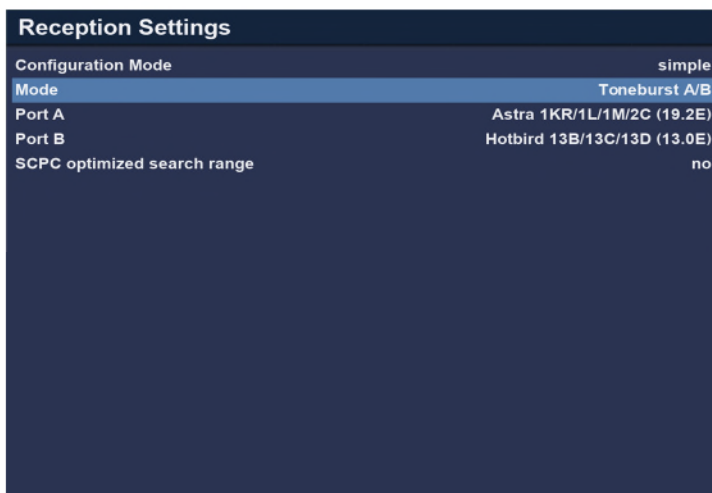 Reception Settings
Configuration Mode simple
Mode Toneburst A/B
Port A Astra 1KR/1L/1M/2C (19.2E)
Port B Hotbird 13B/13C/13D (13.0E)
SCPC optimized search range no